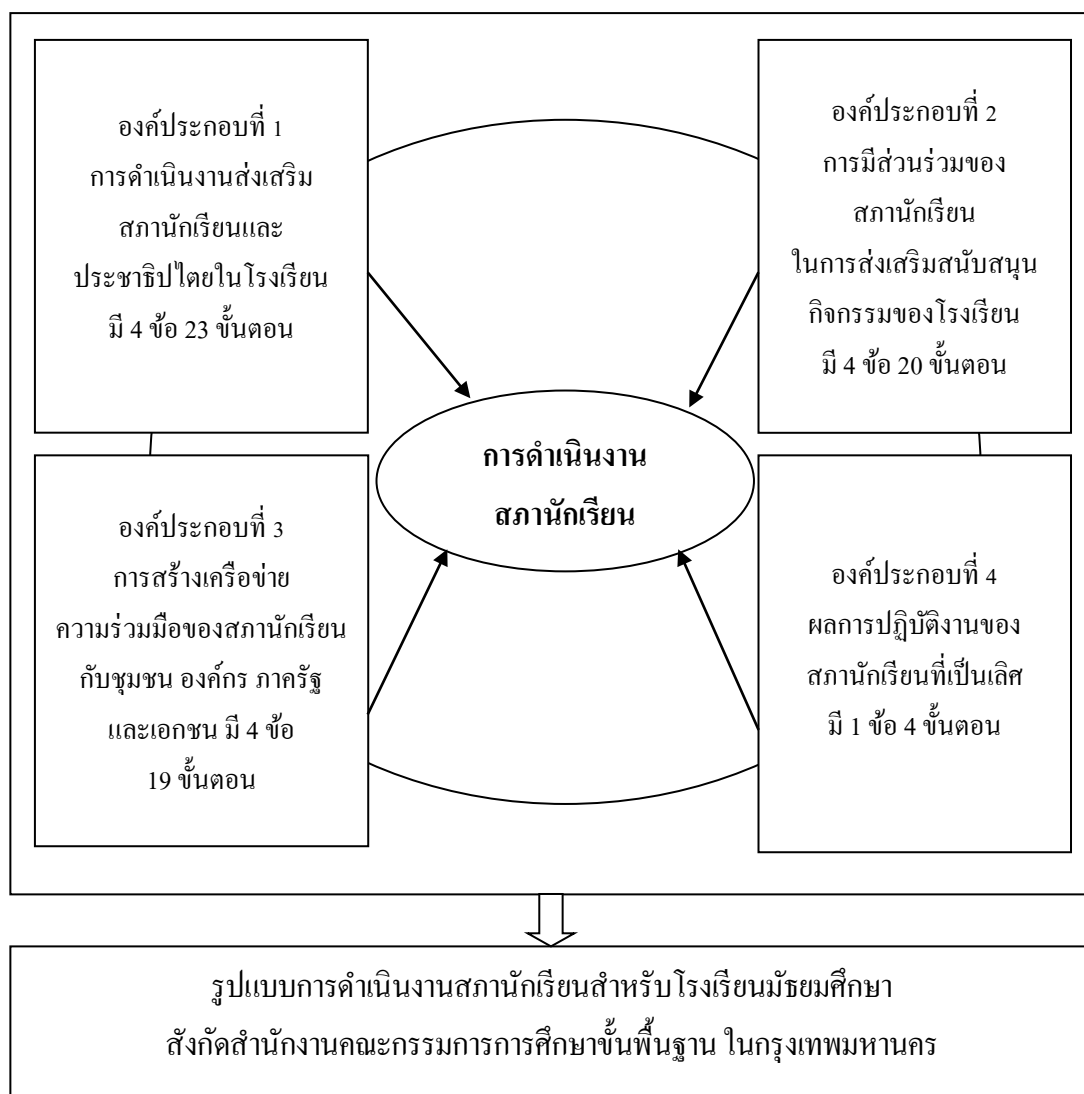 องค์ประกอบที่ 1
การดำเนินงานส่งเสริม
สภานักเรียนและ
ประชาธิปไตยในโรงเรียน
มี 4 ข้อ 23 ขั้นตอน
องค์ประกอบที่ 2
การมีส่วนร่วมของ
สภานักเรียน
ในการส่งเสริมสนับสนุน
กิจกรรมของโรงเรียน
มี 4 ข้อ 20 ขั้นตอน
การดำเนินงาน
สภานักเรียน
องค์ประกอบที่ 3
การสร้างเครือข่าย
ความร่วมมือของสภานักเรียน
กับชุมชน องค์กร ภาครัฐ
และเอกชน มี 4 ข้อ
19 ขั้นตอน
องค์ประกอบที่ 4
ผลการปฏิบัติงานของ
สภานักเรียนที่เป็นเลิศ
มี 1 ข้อ 4 ขั้นตอน
รูปแบบการดำเนินงานสภานักเรียนสำหรับโรงเรียนมัธยมศึกษา
สังกัดสำนักงานคณะกรรมการการศึกษาขั้นพื้นฐาน ในกรุงเทพมหานคร